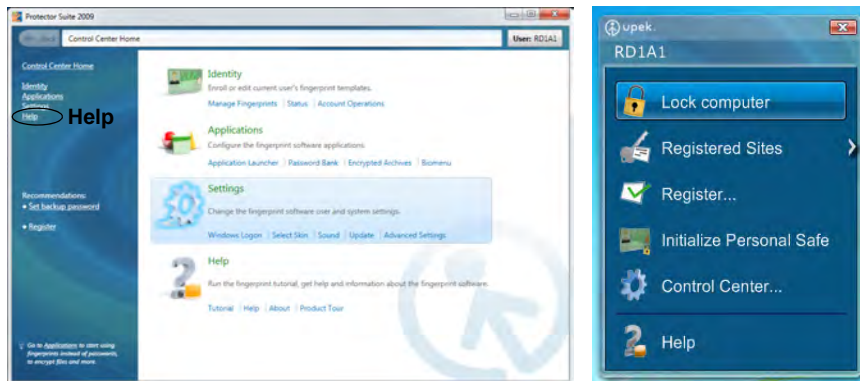 Protector Suite 2009
Back
Control Center Home
User: RD1A1
Control Center Home
Identity
Applications
Settings
Help
Help
Recommendations:
• Set backup password
• Register
Go to Applications to start using
fingerprints instead of passwords,
to encrypt files and more.
Identity
Enroll or edit current user's fingerprint templates.
Manage Fingerprints | Status | Account Operations
Applications
Configure the fingerprint software applications.
Application Launcher | Password Bank | Encrypted Archives | Biomenu
Settings
Change the fingerprint software user and system settings.
Windows Logon | Select Skin | Sound | Update | Advanced Settings
Help
Run the fingerprint tutorial, get help and information about the fingerprint software.
Tutorial | Help | About | Product Tour
upek.
RD1A1
Lock computer
Registered Sites
Register...
Initialize Personal Safe
Control Center...
Help